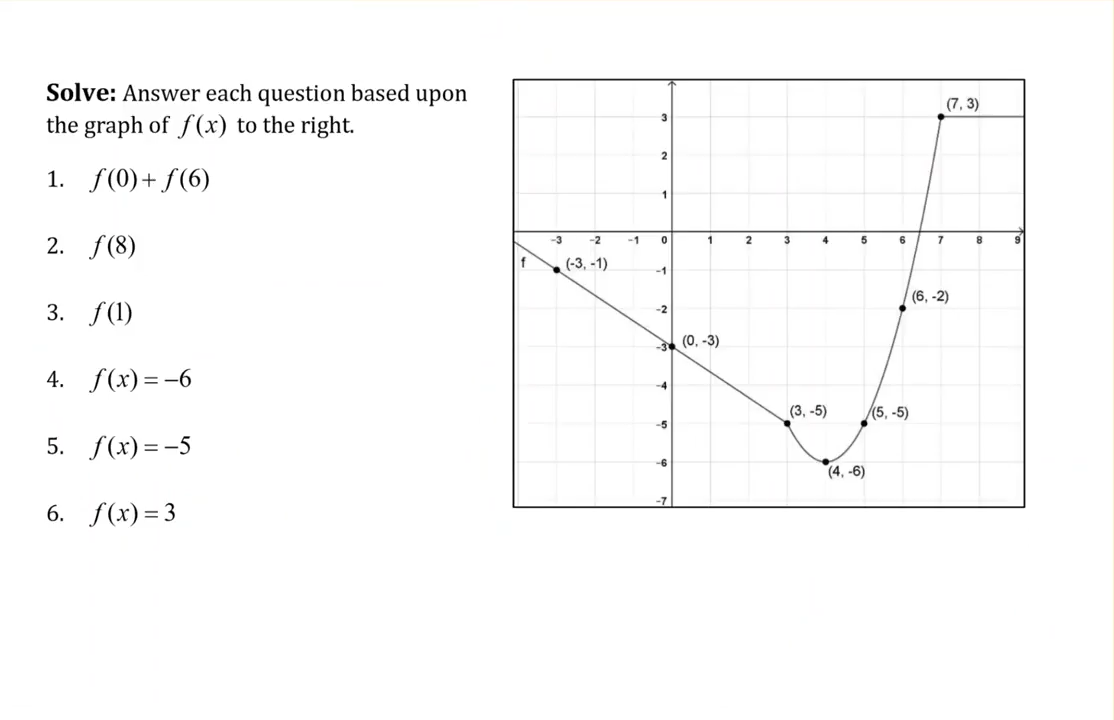 Solve: Answer each question based upon
the graph of f(x) to the right.
1. f(0)+ f(6)
2. f(8)
3. f(1)
4. f(x)=−6
5. f(x)=−5
6. f(x)=3
(7, 3)
3
2
1
−3 −2 −1 0 1 2 3 4 5 6 7 8 9
f
(-3, -1)
−1
(6, -2)
−2
(0, -3)
−3
−4
(3, -5)
(5, -5)
−5
−6
(4, -6)
−7